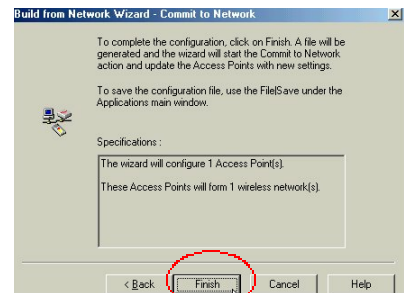 Build from Network Wizard - Commit to Network
To complete the configuration, click on Finish. A file will be
generated and the wizard will start the Commit to Network
action and update the Access Points with new settings.
To save the configuration file, use the File|Save under the
Applications main window.
Specifications :
The wizard will configure 1 Access Point(s).
These Access Points will form 1 wireless network(s).
< Back
Finish
Cancel
Help